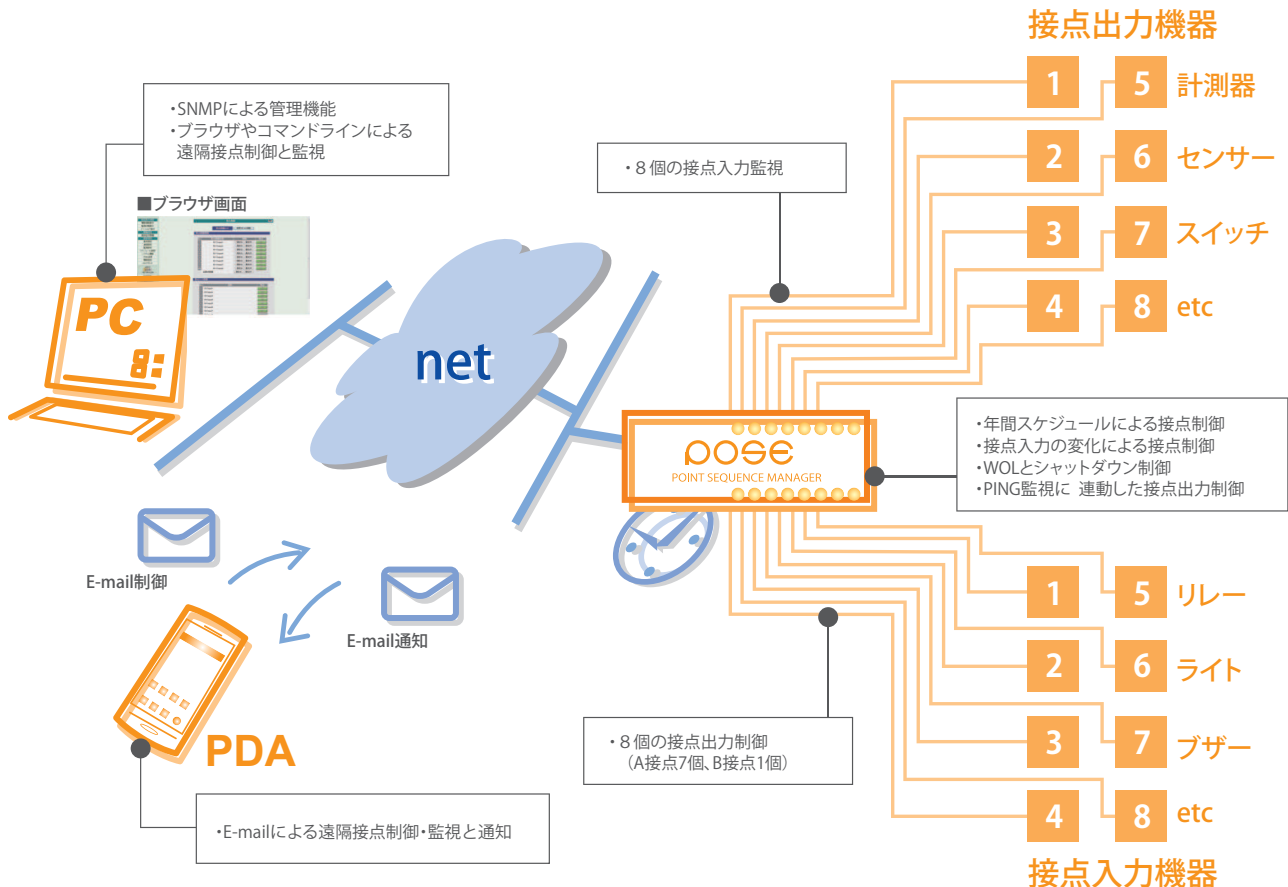 接点出力機器
1
5
計測器
2
6
センサー
3
7
スイッチ
4
8
etc
・SNMPによる管理機能
・ブラウザやコマンドラインによる
遠隔接点制御と監視
・8個の接点入力監視
■ブラウザ画面
PC
net
pose
POINT SEQUENCE MANAGER
・年間スケジュールによる接点制御
・接点入力の変化による接点制御
・WOLとシャットダウン制御
・PING監視に 連動した接点出力制御
E-mail制御
E-mail通知
PDA
・E-mailによる遠隔接点制御・監視と通知
・8個の接点出力制御
(A接点7個、B接点1個)
1
5
リレー
2
6
ライト
3
7
ブザー
4
8
etc
接点入力機器